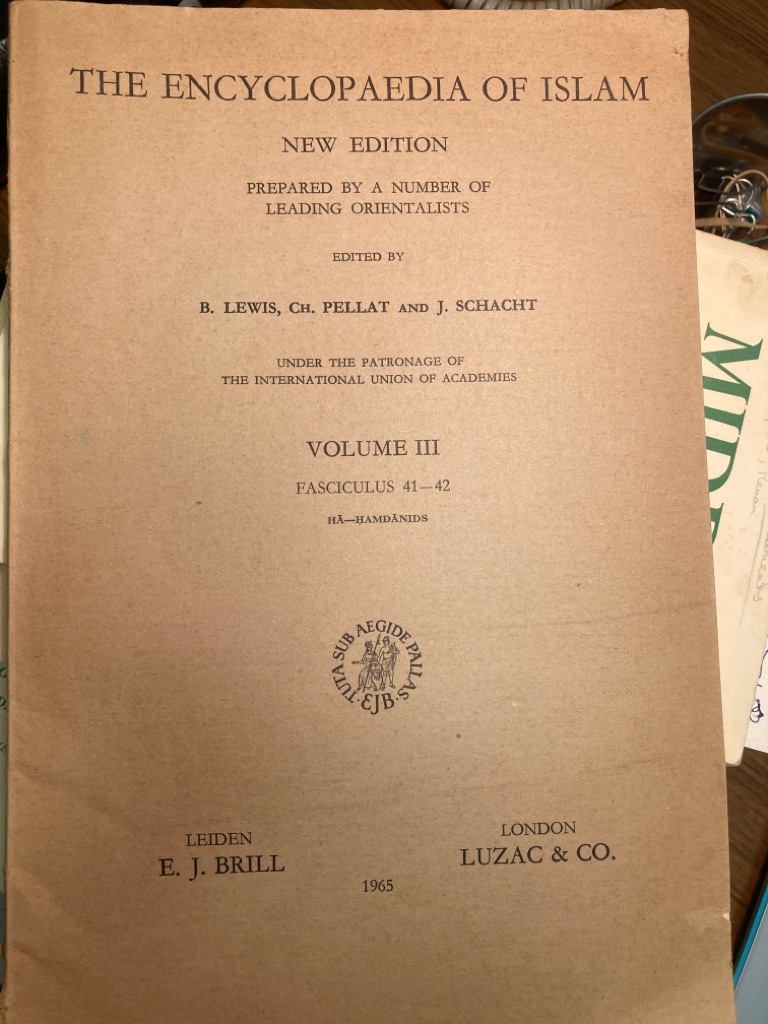 THE ENCYCLOPAEDIA OF ISLAM
NEW EDITION
PREPARED BY A NUMBER OF
LEADING ORIENTALISTS
EDITED BY
B. LEWIS, CH. PELLAT AND J. SCHACHT
UNDER THE PATRONAGE OF
THE INTERNATIONAL UNION OF ACADEMIES
VOLUME III
FASCICULUS 41—42
HĀ—ḤAMDĀNIDS
TUTA SUB AEGIDE PALLAS
EJB
LEIDEN
E. J. BRILL
LONDON
LUZAC & CO.
1965